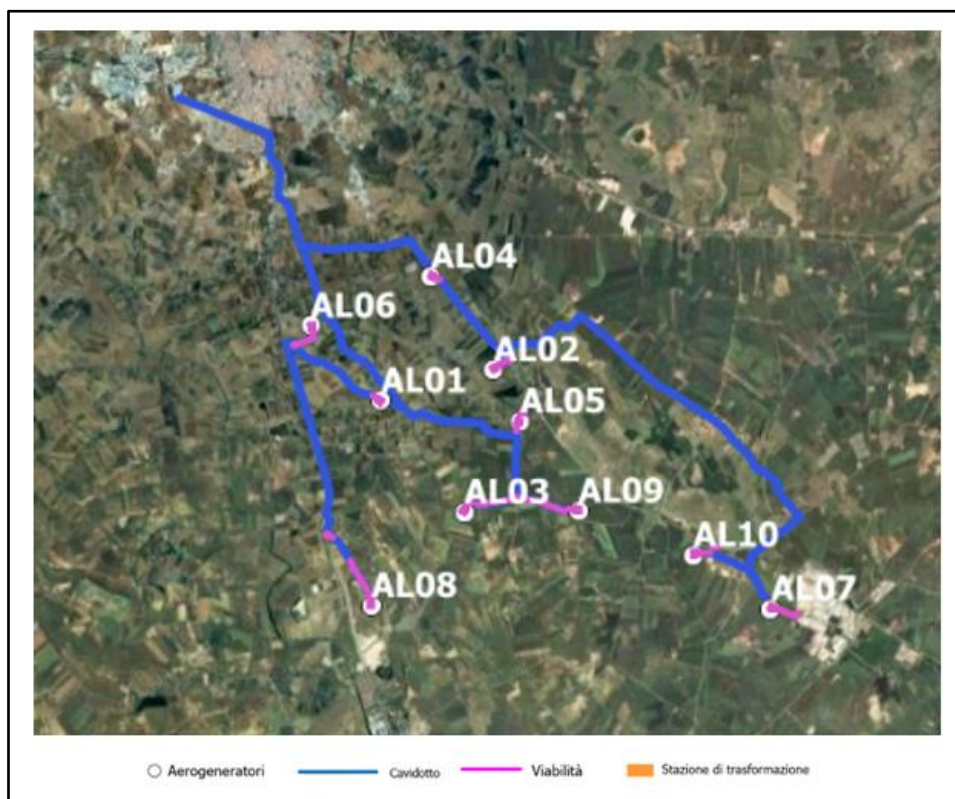 AL04
AL06
AL02
AL01
AL05
AL03
AL09
AL10
AL07
AL08
Aerogeneratori
Cavidotto
Viabilità
Stazione di trasformazione